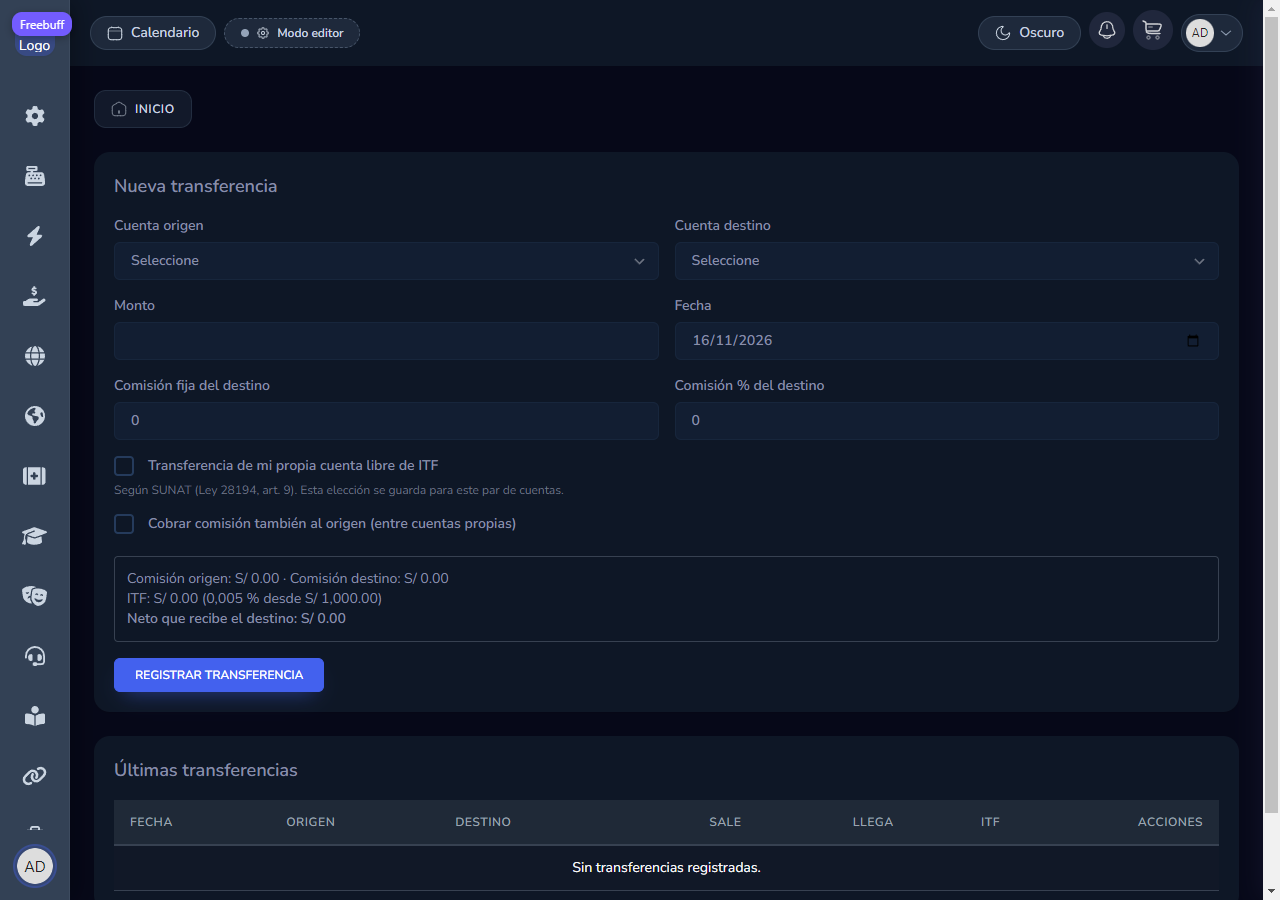 Freebuff
Logo
Calendario
Modo editor
Oscuro
AD
INICIO
Nueva transferencia
Cuenta origen
Cuenta destino
Seleccione
Seleccione
Monto
Fecha
16/11/2026
Comisión fija del destino
Comisión % del destino
0
0
Transferencia de mi propia cuenta libre de ITF
Según SUNAT (Ley 28194, art. 9). Esta elección se guarda para este par de cuentas.
Cobrar comisión también al origen (entre cuentas propias)
Comisión origen: S/ 0.00 · Comisión destino: S/ 0.00
ITF: S/ 0.00 (0,005 % desde S/ 1,000.00)
Neto que recibe el destino: S/ 0.00
REGISTRAR TRANSFERENCIA
Últimas transferencias
FECHA ORIGEN DESTINO SALE LLEGA ITF ACCIONES
Sin transferencias registradas.
AD